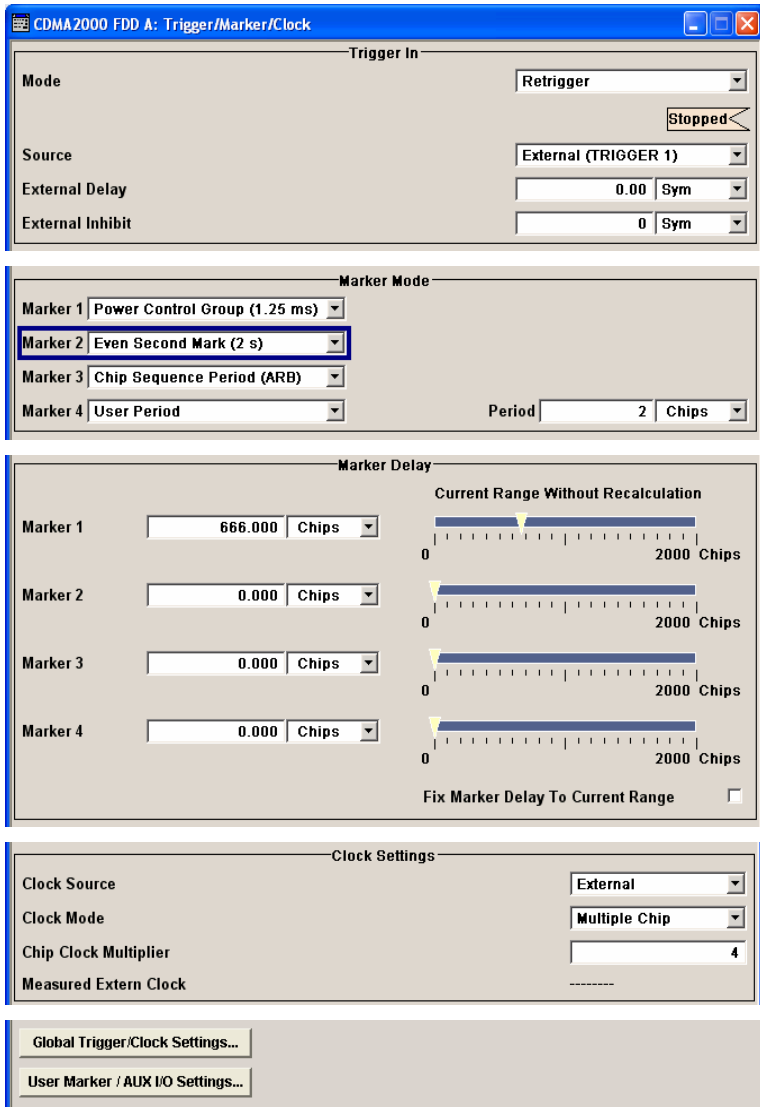 CDMA2000 FDD A: Trigger/Marker/Clock
Trigger In
Mode Retrigger
Stopped
Source External (TRIGGER 1)
External Delay 0.00 Sym
External Inhibit 0 Sym
Marker Mode
Marker 1 Power Control Group (1.25 ms)
Marker 2 Even Second Mark (2 s)
Marker 3 Chip Sequence Period (ARB)
Marker 4 User Period Period 2 Chips
Marker Delay
Current Range Without Recalculation
Marker 1 666.000 Chips
0 2000 Chips
Marker 2 0.000 Chips
0 2000 Chips
Marker 3 0.000 Chips
0 2000 Chips
Marker 4 0.000 Chips
0 2000 Chips
Fix Marker Delay To Current Range
Clock Settings
Clock Source External
Clock Mode Multiple Chip
Chip Clock Multiplier 4
Measured Extern Clock --------
Global Trigger/Clock Settings...
User Marker / AUX I/O Settings...